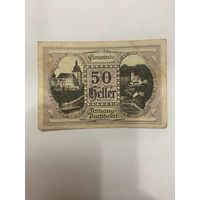 Gemeinde
50
Heller
Attnang
Puchheim